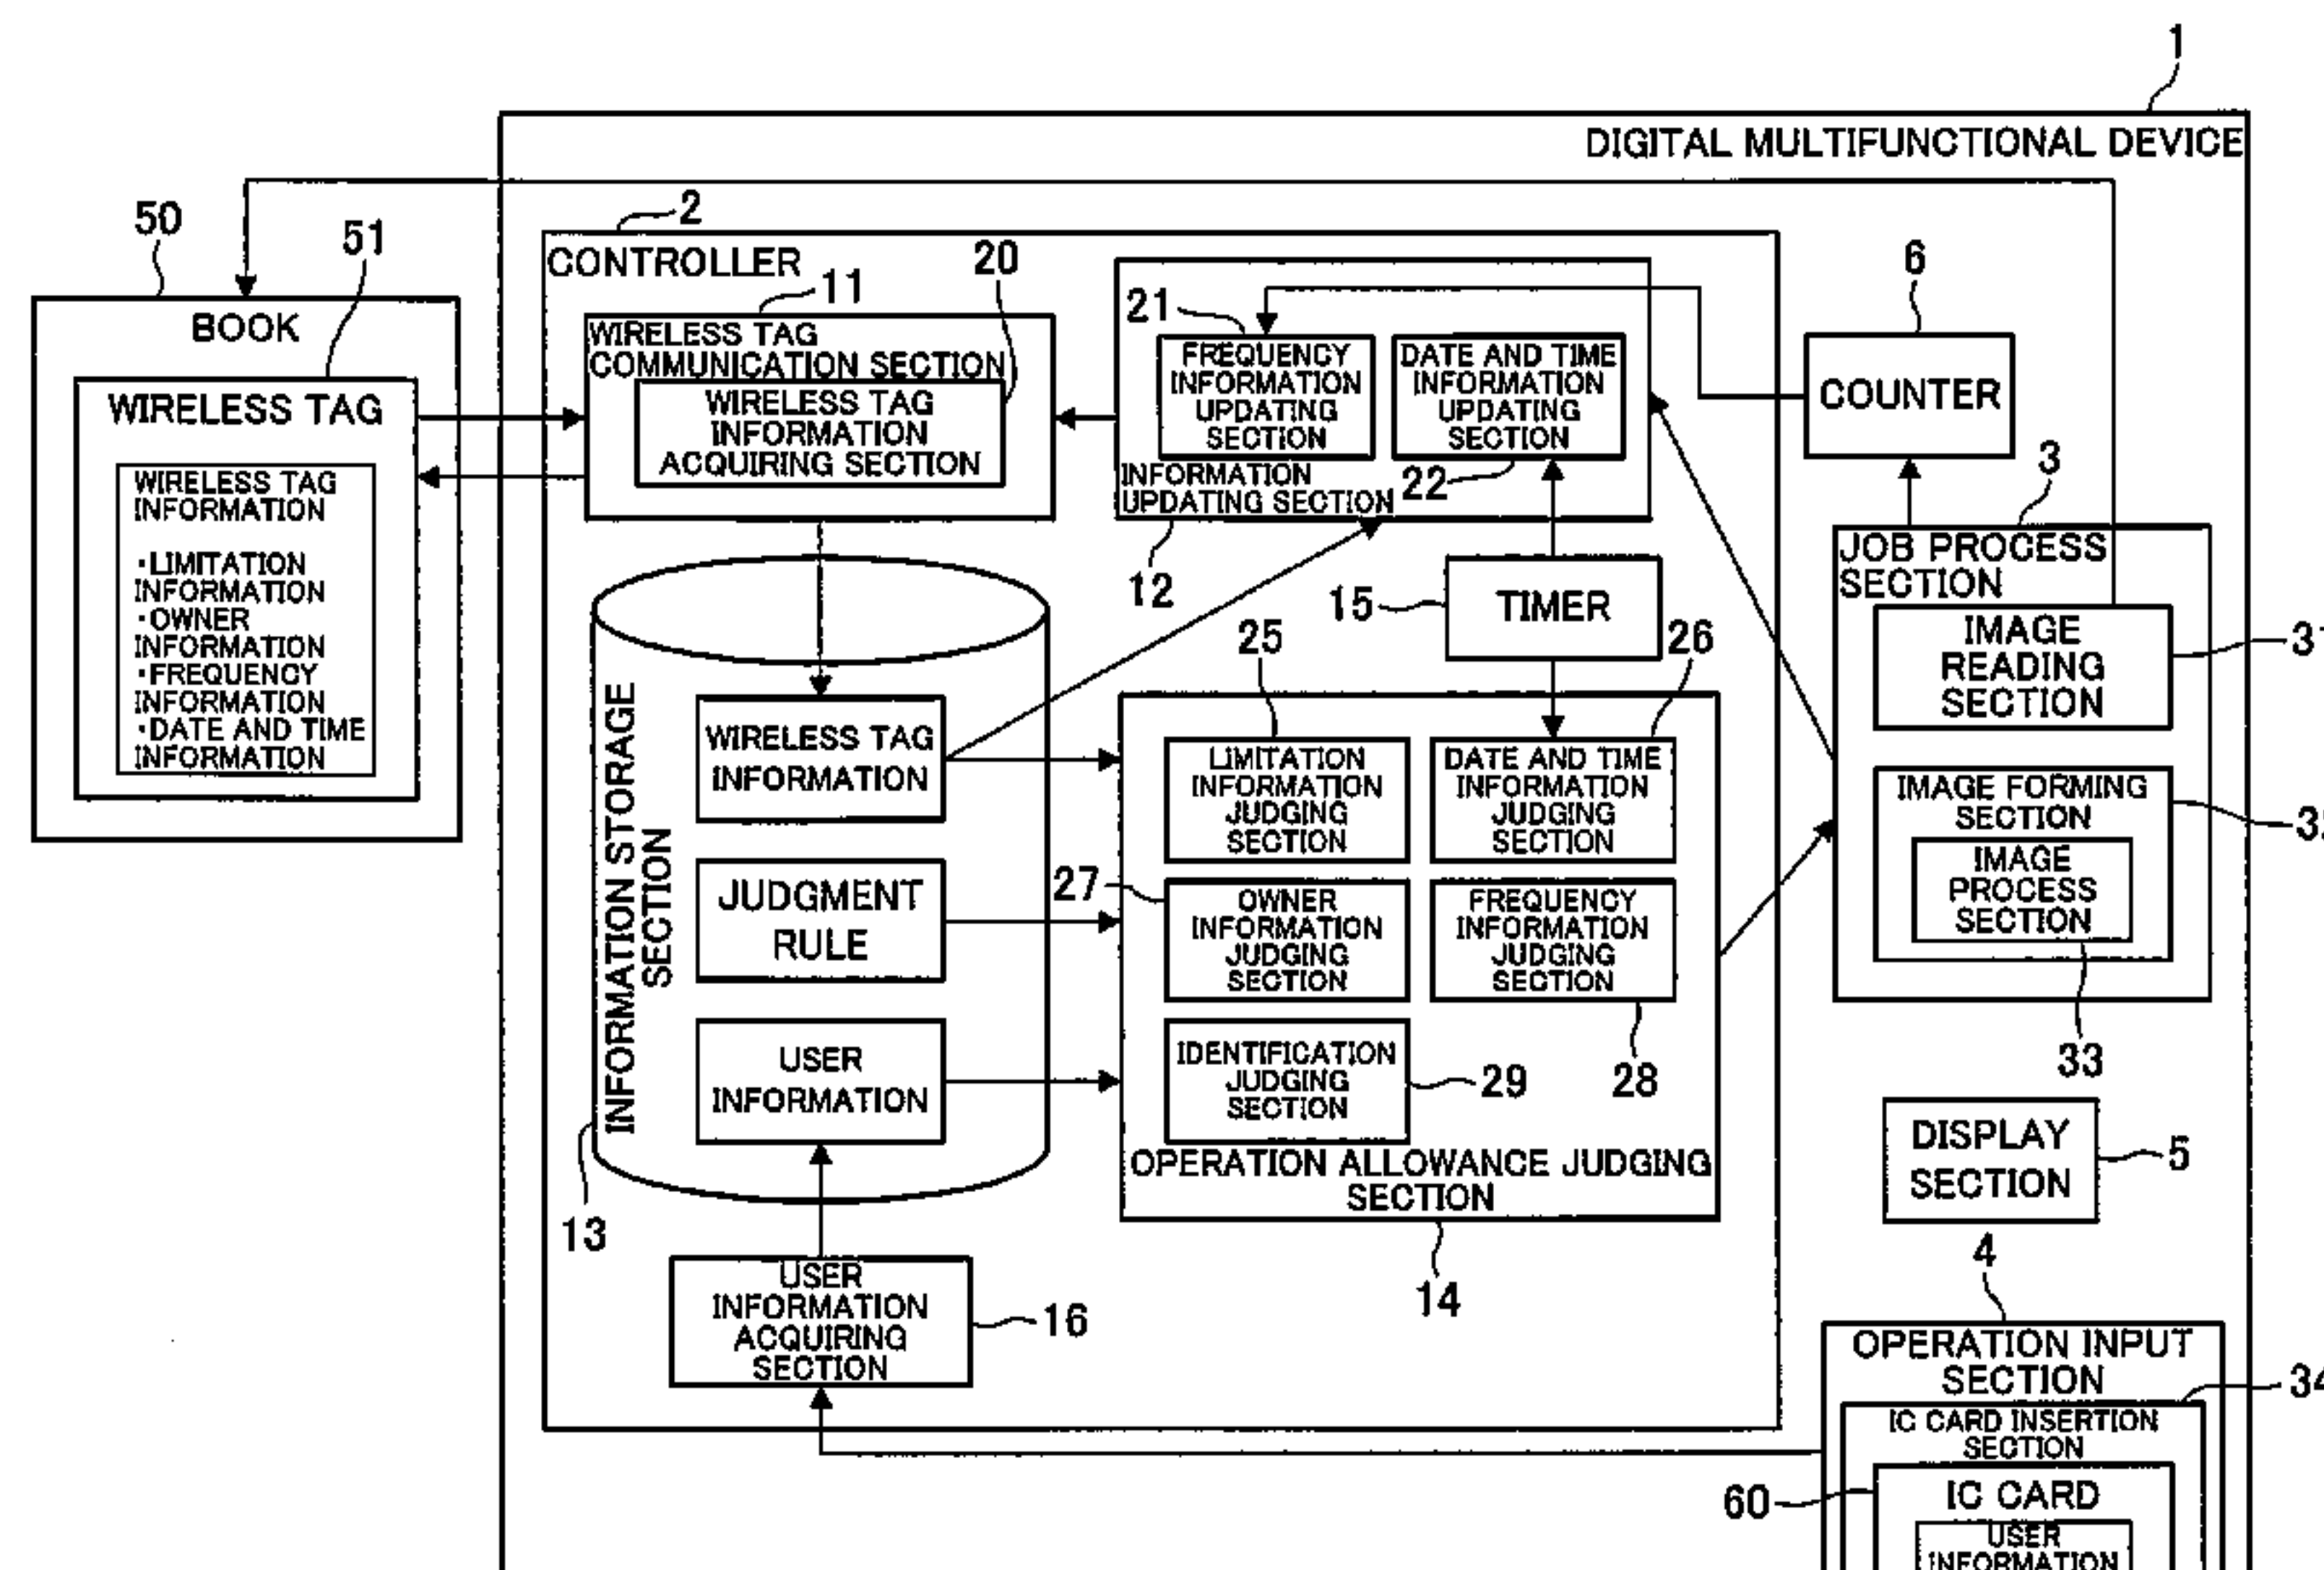 1
DIGITAL MULTIFUNCTIONAL DEVICE
50
51
BOOK
WIRELESS TAG
WIRELESS TAG
INFORMATION
・LIMITATION
INFORMATION
・OWNER
INFORMATION
・FREQUENCY
INFORMATION
・DATE AND TIME
INFORMATION
2
CONTROLLER
11
20
WIRELESS TAG
COMMUNICATION SECTION
WIRELESS TAG
INFORMATION
ACQUIRING SECTION
21
FREQUENCY
INFORMATION
UPDATING
SECTION
DATE AND TIME
INFORMATION
UPDATING
SECTION
22
INFORMATION
UPDATING SECTION
12
6
COUNTER
15
TIMER
3
JOB PROCESS
SECTION
IMAGE
READING
SECTION
31
IMAGE FORMING
SECTION
IMAGE
PROCESS
SECTION
33
INFORMATION STORAGE
SECTION
WIRELESS TAG
INFORMATION
JUDGMENT
RULE
USER
INFORMATION
13
25
26
LIMITATION
INFORMATION
JUDGING
SECTION
DATE AND TIME
INFORMATION
JUDGING
SECTION
27
OWNER
INFORMATION
JUDGING
SECTION
FREQUENCY
INFORMATION
JUDGING
SECTION
28
IDENTIFICATION
JUDGING
SECTION
29
OPERATION ALLOWANCE JUDGING
SECTION
14
USER
INFORMATION
ACQUIRING
SECTION
16
DISPLAY
SECTION
5
4
OPERATION INPUT
SECTION
34
IC CARD INSERTION
SECTION
60
IC CARD
USER
INFORMATION